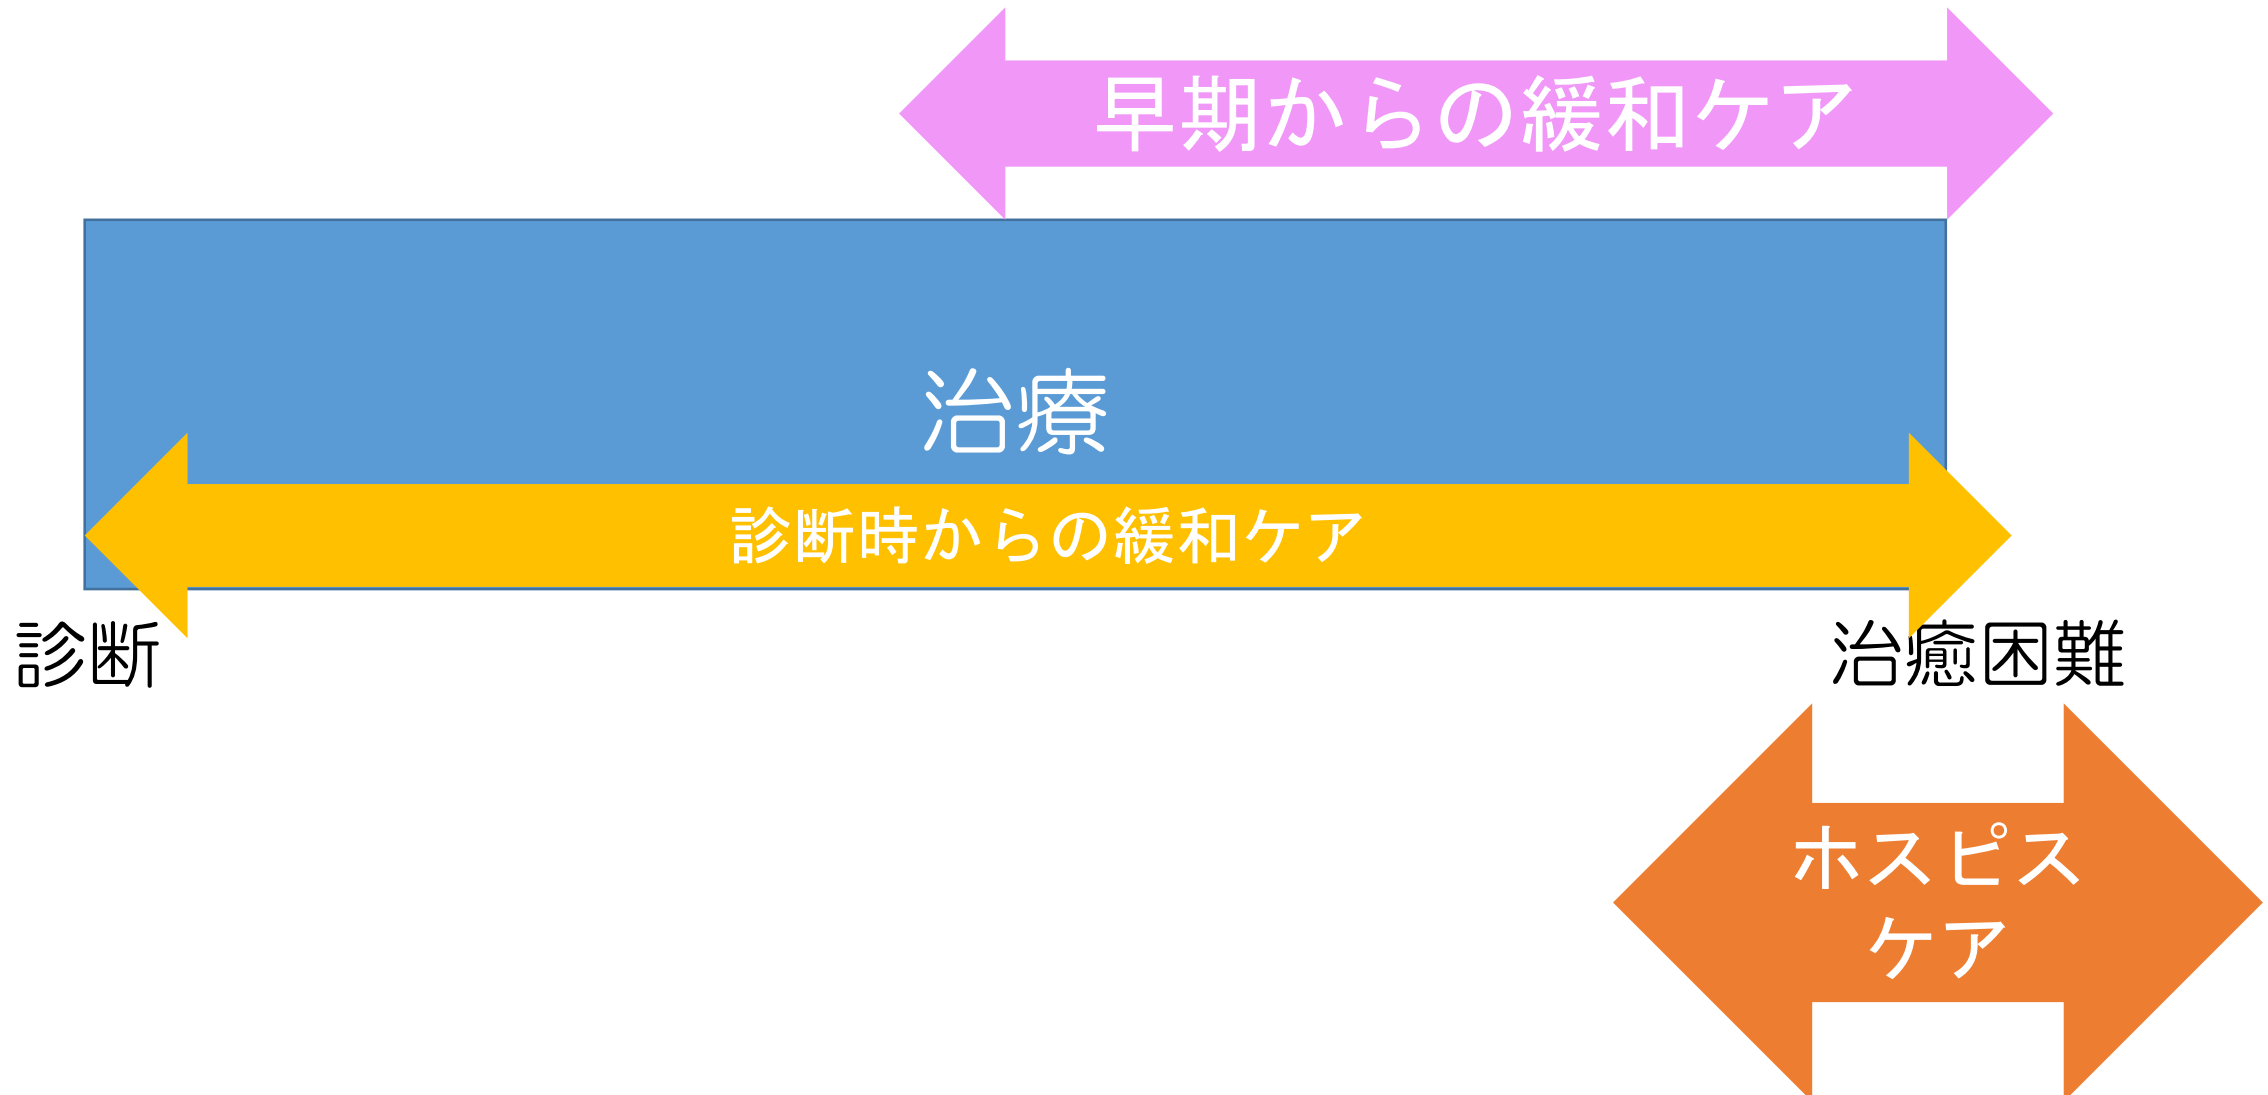 早期からの緩和ケア
治療
診断時からの緩和ケア
診断
治癒困難
ホスピス
ケア